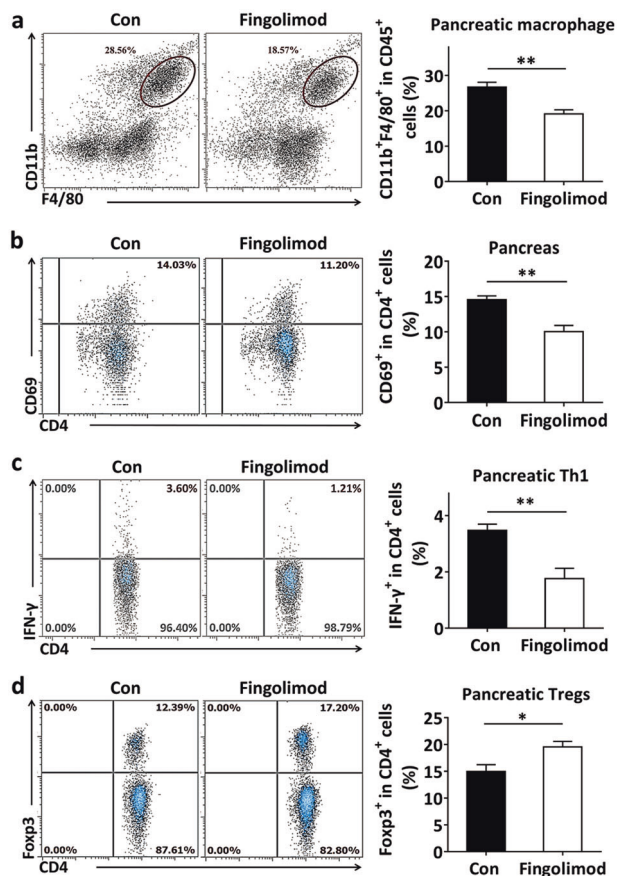 a
Con
Fingolimod
28.56%
18.57%
CD11b
F4/80
Pancreatic macrophage
CD11b⁺F4/80⁺ in CD45⁺
cells (%)
**
30
20
10
0
Con
Fingolimod
b
Con
Fingolimod
14.03%
11.20%
CD69
CD4
Pancreas
CD69⁺ in CD4⁺ cells
(%)
**
20
15
10
5
0
Con
Fingolimod
c
Con
Fingolimod
0.00%
3.60%
0.00%
1.21%
0.00%
96.40%
0.00%
98.79%
IFN-γ
CD4
Pancreatic Th1
IFN-γ⁺ in CD4⁺ cells
(%)
**
4
2
0
Con
Fingolimod
d
Con
Fingolimod
0.00%
12.39%
0.00%
17.20%
0.00%
87.61%
0.00%
82.80%
Foxp3
CD4
Pancreatic Tregs
Foxp3⁺ in CD4⁺ cells
(%)
*
25
20
15
10
5
0
Con
Fingolimod